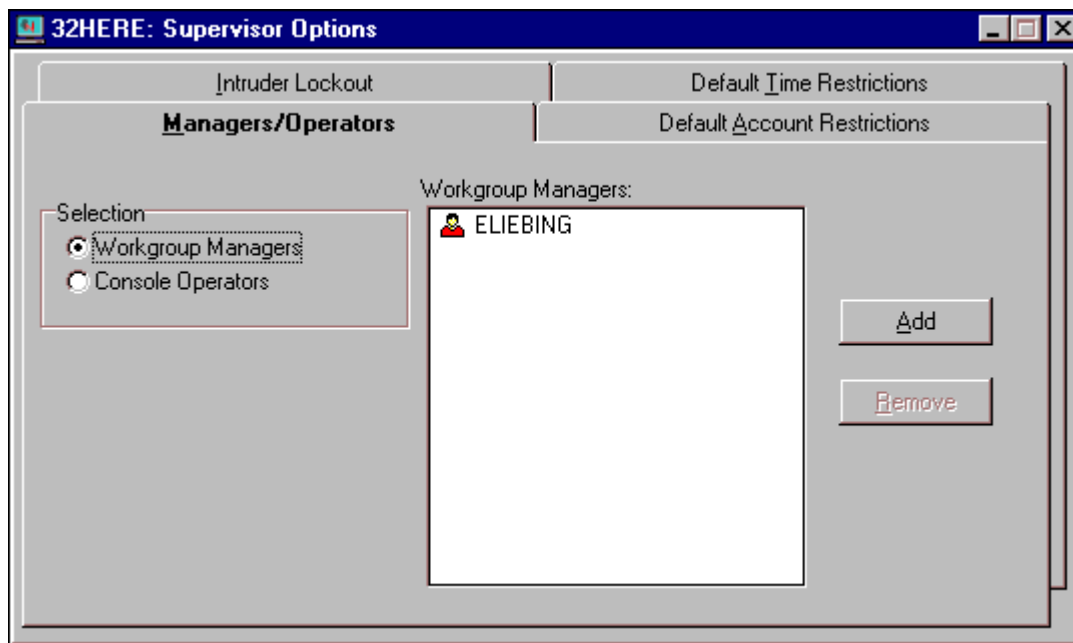 32HERE: Supervisor Options
Intruder Lockout
Default Time Restrictions
Managers/Operators
Default Account Restrictions
Workgroup Managers:
Selection
ELIEBING
Workgroup Managers
Console Operators
Add
Remove